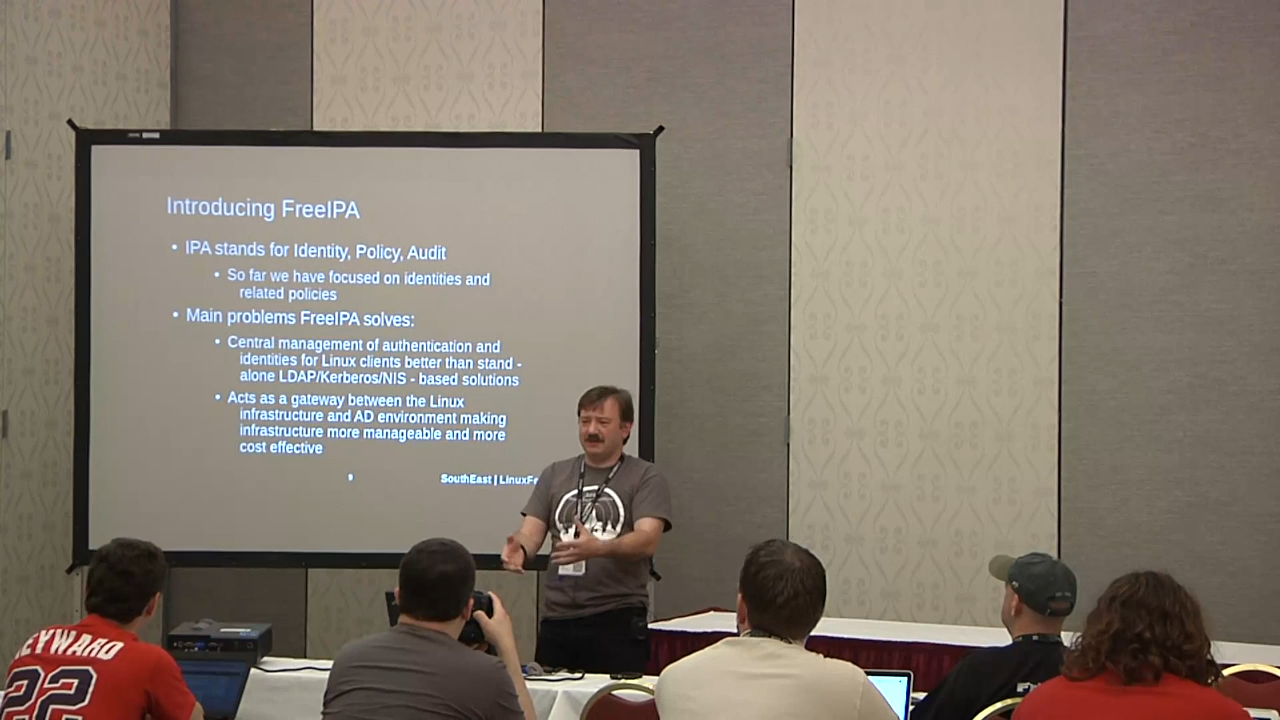 Introducing FreeIPA
• IPA stands for Identity, Policy, Audit
• So far we have focused on identities and
related policies
• Main problems FreeIPA solves:
• Central management of authentication and
identities for Linux clients better than stand -
alone LDAP/Kerberos/NIS - based solutions
• Acts as a gateway between the Linux
infrastructure and AD environment making
infrastructure more manageable and more
cost effective
9 SouthEast | LinuxFe
EYWARD
22